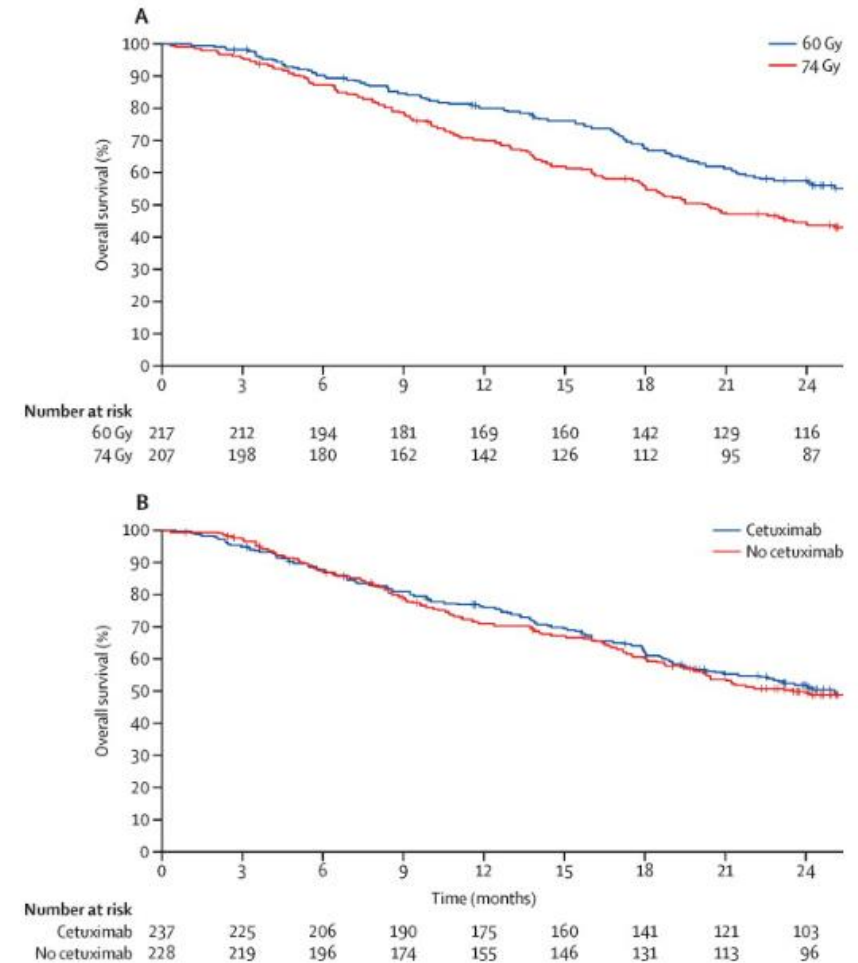 A
60 Gy
74 Gy
Overall survival (%)
100
90
80
70
60
50
40
30
20
10
0
0 3 6 9 12 15 18 21 24
Number at risk
60 Gy 217 212 194 181 169 160 142 129 116
74 Gy 207 198 180 162 142 126 112 95 87
B
Cetuximab
No cetuximab
Overall survival (%)
100
90
80
70
60
50
40
30
20
10
0
0 3 6 9 12 15 18 21 24
Time (months)
Number at risk
Cetuximab 237 225 206 190 175 160 141 121 103
No cetuximab 228 219 196 174 155 146 131 113 96